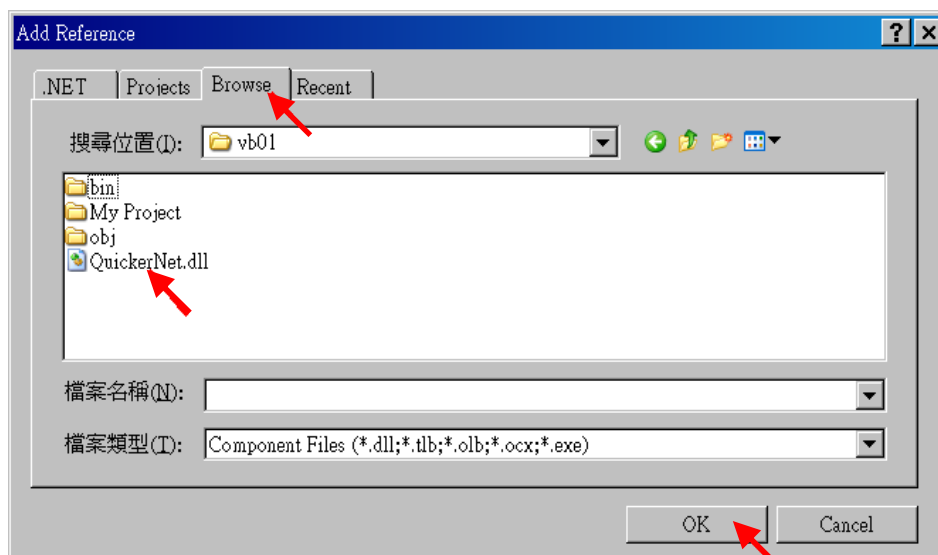 Add Reference
.NET Projects Browse Recent
搜尋位置(I): vb01
bin
My Project
obj
QuickerNet.dll
檔案名稱(N):
檔案類型(T): Component Files (*.dll;*.tlb;*.olb;*.ocx;*.exe)
OK Cancel